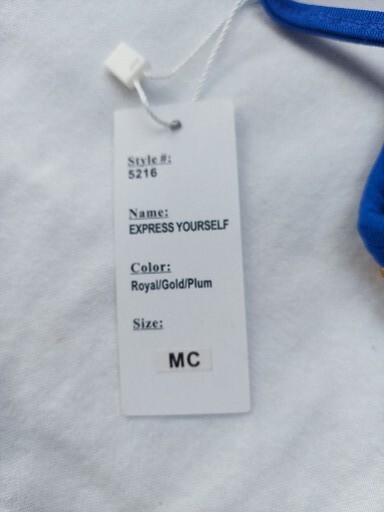 Style #:
5216
Name:
EXPRESS YOURSELF
Color:
Royal/Gold/Plum
Size:
MC